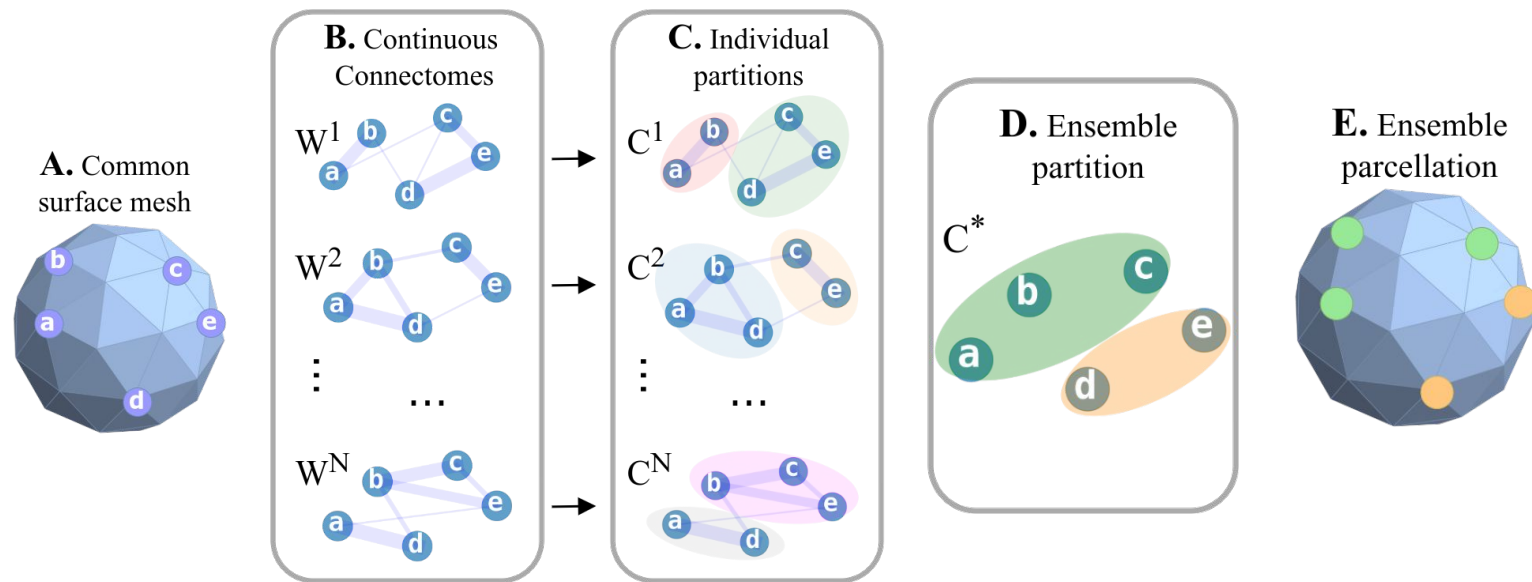 A. Common
surface mesh
b
c
a
e
d
B. Continuous
Connectomes
W1
b
c
a
e
d
W2
b
c
a
e
d
⋮
...
WN
b
c
a
e
d
C. Individual
partitions
C1
b
c
a
e
d
C2
b
c
a
e
d
⋮
...
CN
b
c
a
e
d
D. Ensemble
partition
C*
c
b
a
e
d
E. Ensemble
parcellation